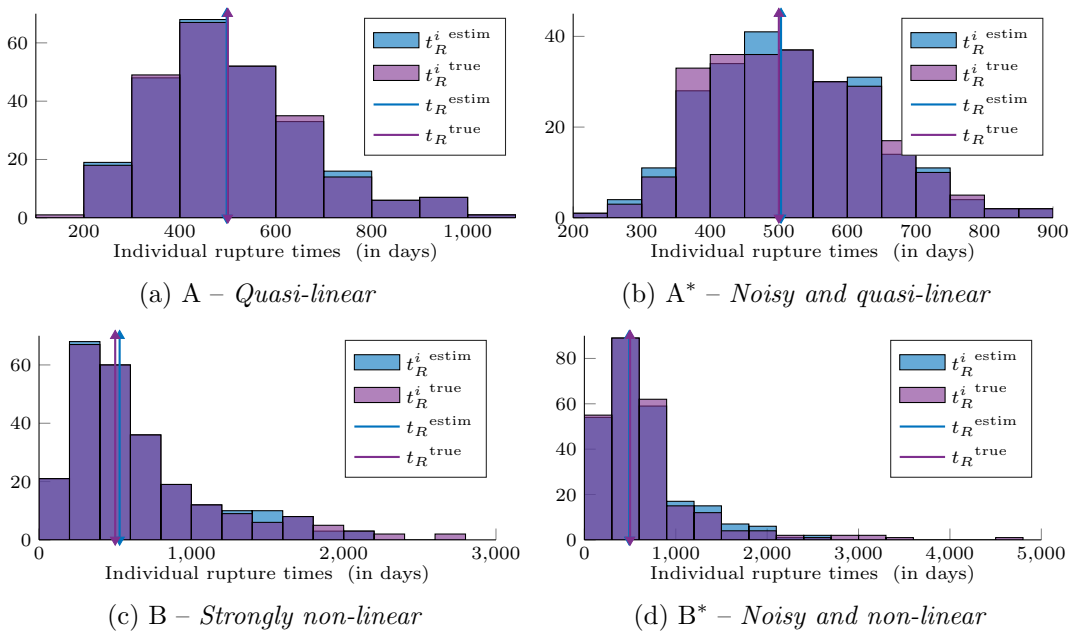 60
40
20
0
200
400
600
800
1,000
Individual rupture times (in days)
t_R^i estim
t_R^i true
t_R^estim
t_R^true
(a) A – Quasi-linear
40
20
0
200
300
400
500
600
700
800
900
Individual rupture times (in days)
t_R^i estim
t_R^i true
t_R^estim
t_R^true
(b) A* – Noisy and quasi-linear
60
40
20
0
0
1,000
2,000
3,000
Individual rupture times (in days)
t_R^i estim
t_R^i true
t_R^estim
t_R^true
(c) B – Strongly non-linear
80
60
40
20
0
0
1,000
2,000
3,000
4,000
5,000
Individual rupture times (in days)
t_R^i estim
t_R^i true
t_R^estim
t_R^true
(d) B* – Noisy and non-linear